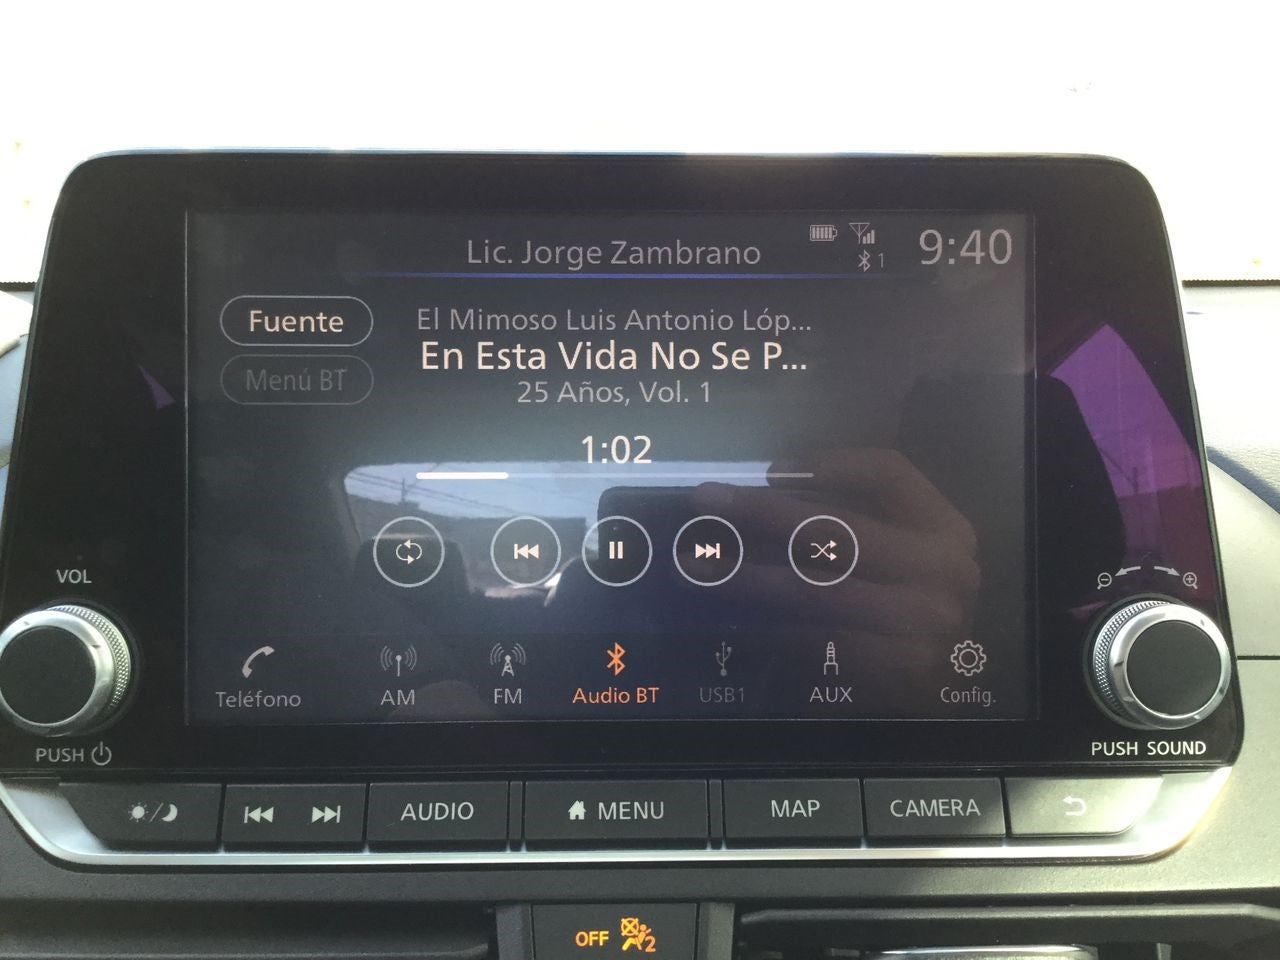 Lic. Jorge Zambrano
1
9:40
Fuente
El Mimoso Luis Antonio Lóp...
En Esta Vida No Se P...
Menú BT
25 Años, Vol. 1
1:02
VOL
Teléfono
AM
FM
Audio BT
USB1
AUX
Config.
PUSH
PUSH SOUND
AUDIO
MENU
MAP
CAMERA
OFF
2